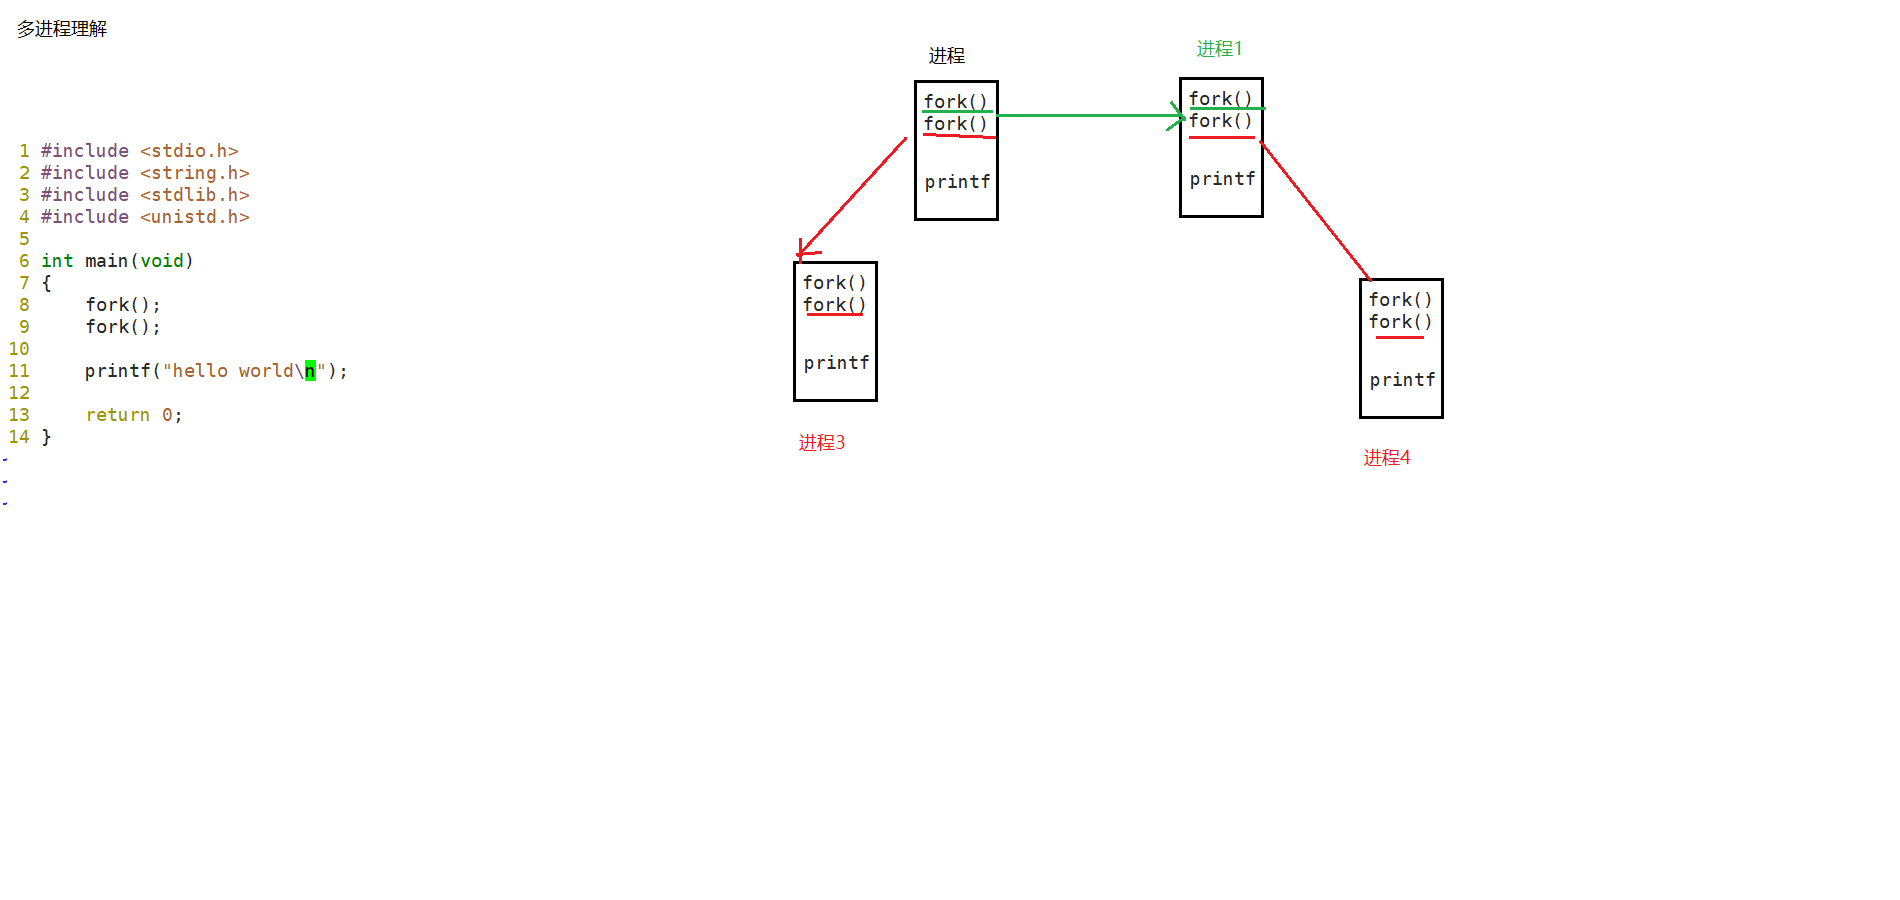 多进程理解
1 #include <stdio.h>
2 #include <string.h>
3 #include <stdlib.h>
4 #include <unistd.h>
5
6 int main(void)
7 {
8     fork();
9     fork();
10
11     printf("hello world\n");
12
13     return 0;
14 }
~
~
~
进程
fork()
fork()
printf
进程1
fork()
fork()
printf
fork()
fork()
printf
进程3
fork()
fork()
printf
进程4